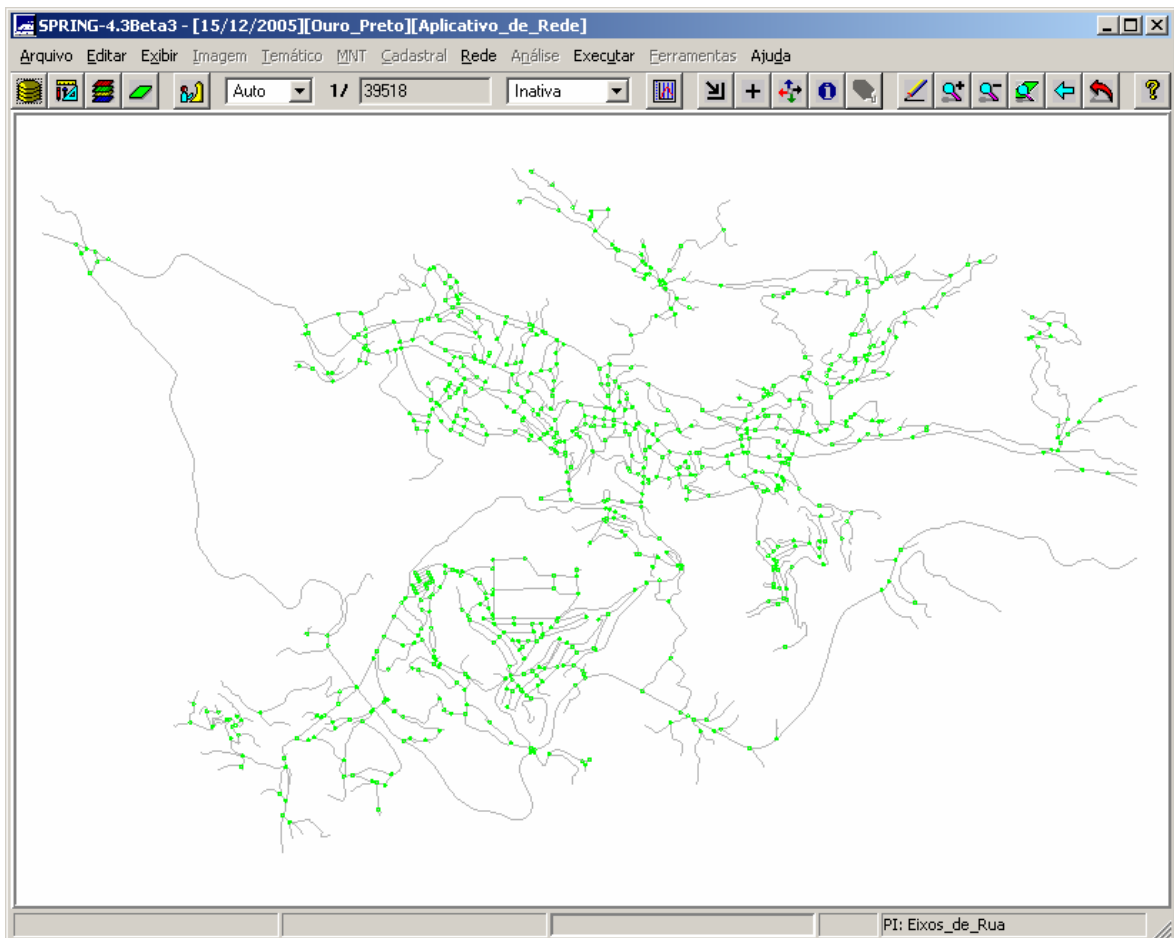 SPRING-4.3Beta3 - [15/12/2005][Ouro_Preto][Aplicativo_de_Rede]
Arquivo Editar Exibir Imagem Temático MNT Cadastral Rede Análise Executar Ferramentas Ajuda
Auto 1/ 39518 Inativa
PI: Eixos_de_Rua